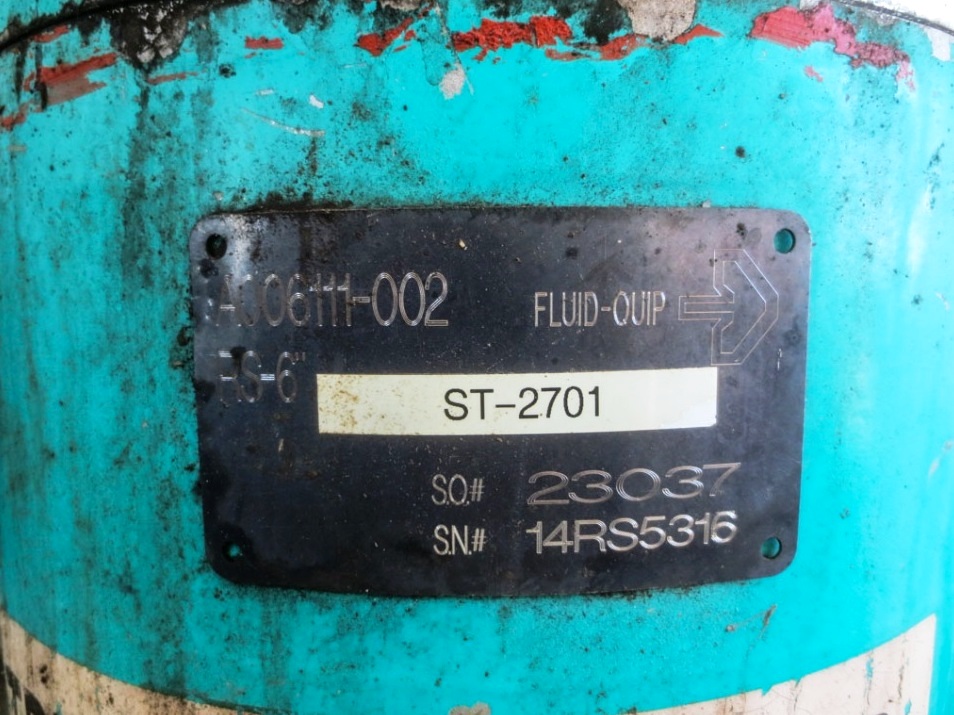 A006111-002
FLUID-QUIP
RS-6"
ST-2701
S.O.# 23037
S.N.# 14RS5316